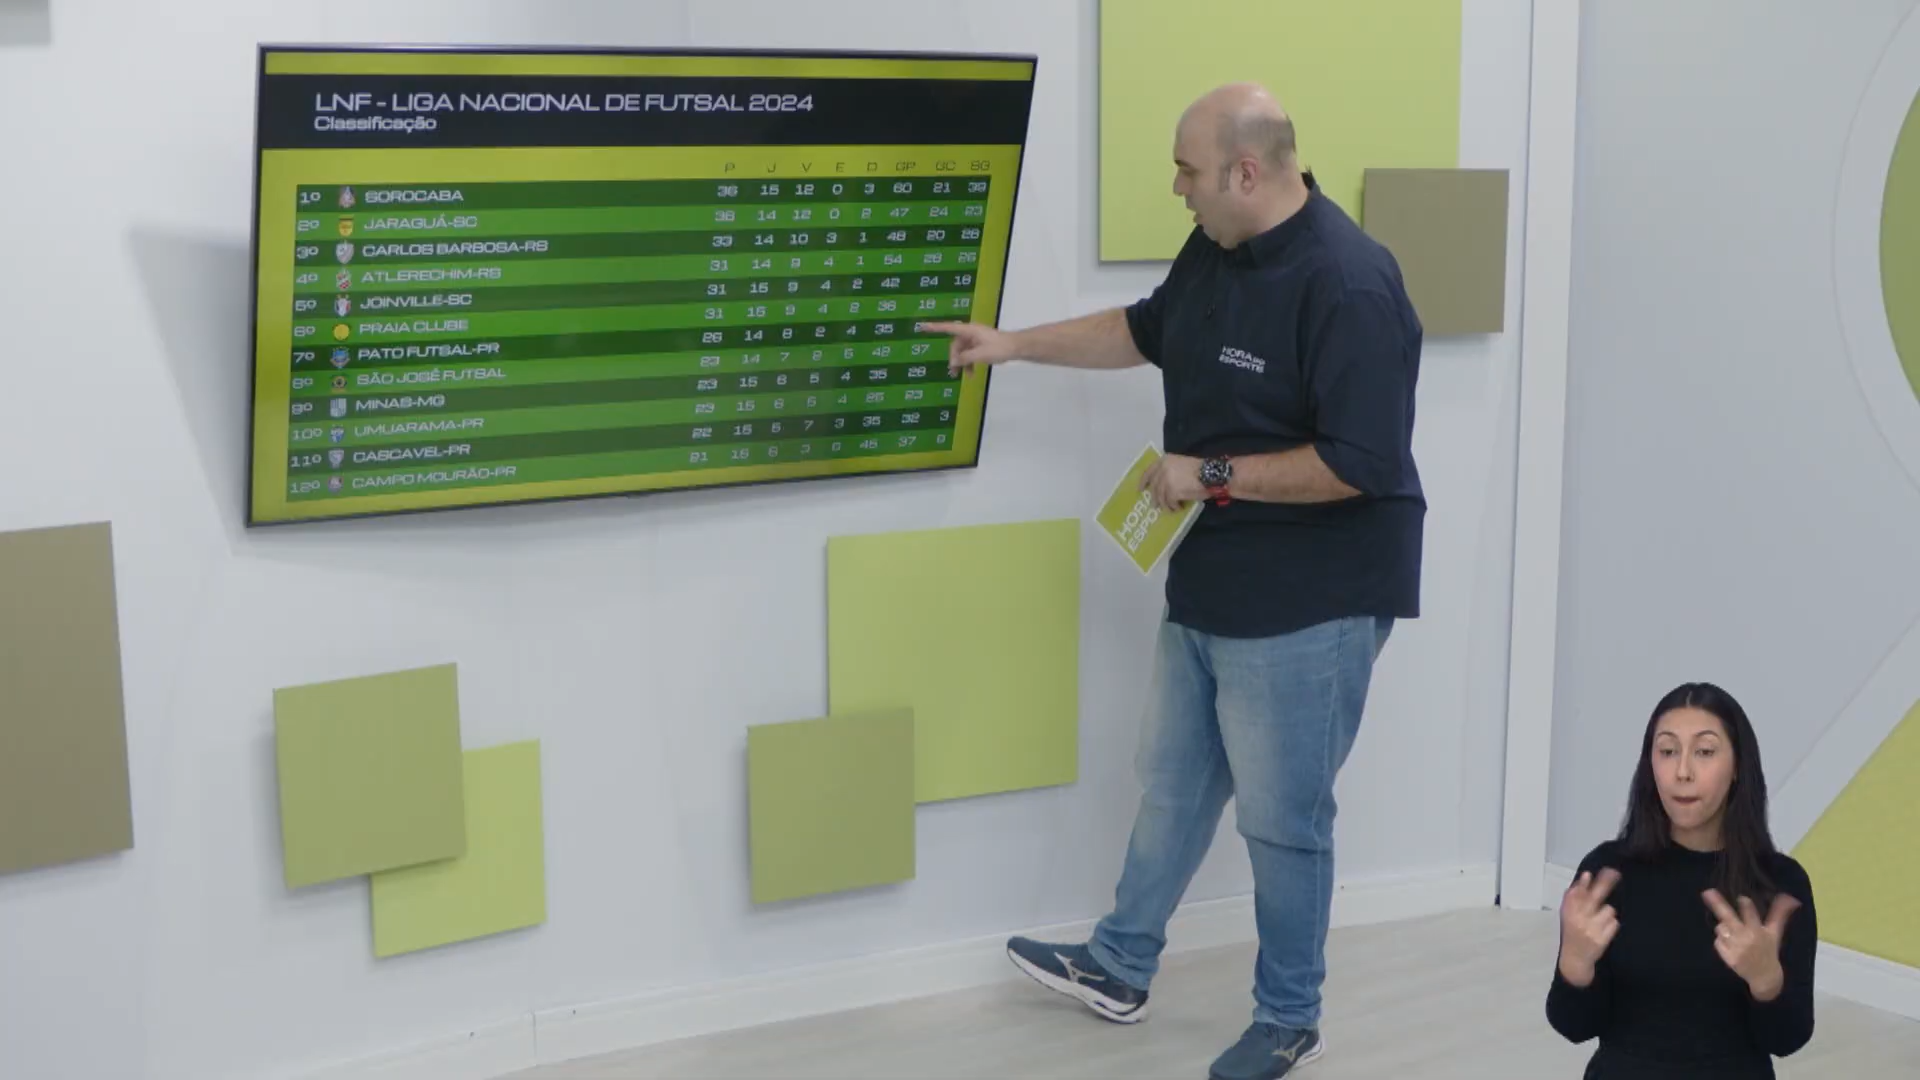 LNF - LIGA NACIONAL DE FUTSAL 2024
Classificação
P J V E D GP GC SG
1º SOROCABA 36 15 12 0 3 60 21 39
2º JARAGUÁ-SC 36 14 12 0 2 47 24 23
3º CARLOS BARBOSA-RS 33 14 10 3 1 48 20 28
4º ATLERECHIM-RS 31 14 9 4 1 54 28 26
5º JOINVILLE-SC 31 15 9 4 2 42 24 18
6º PRAIA CLUBE 31 15 9 4 2 36 18 18
7º PATO FUTSAL-PR 26 14 8 2 4 35
8º SÃO JOSÉ FUTSAL 23 14 7 2 5 42 37
9º MINAS-MG 23 15 6 5 4 35 28
10º UMUARAMA-PR 23 15 6 5 4 25 23 2
11º CASCAVEL-PR 22 15 5 7 3 35 32 3
12º CAMPO MOURÃO-PR 21 15 6 3 6 45 37 8
HORA DO
ESPORTE
HORA
ESPO